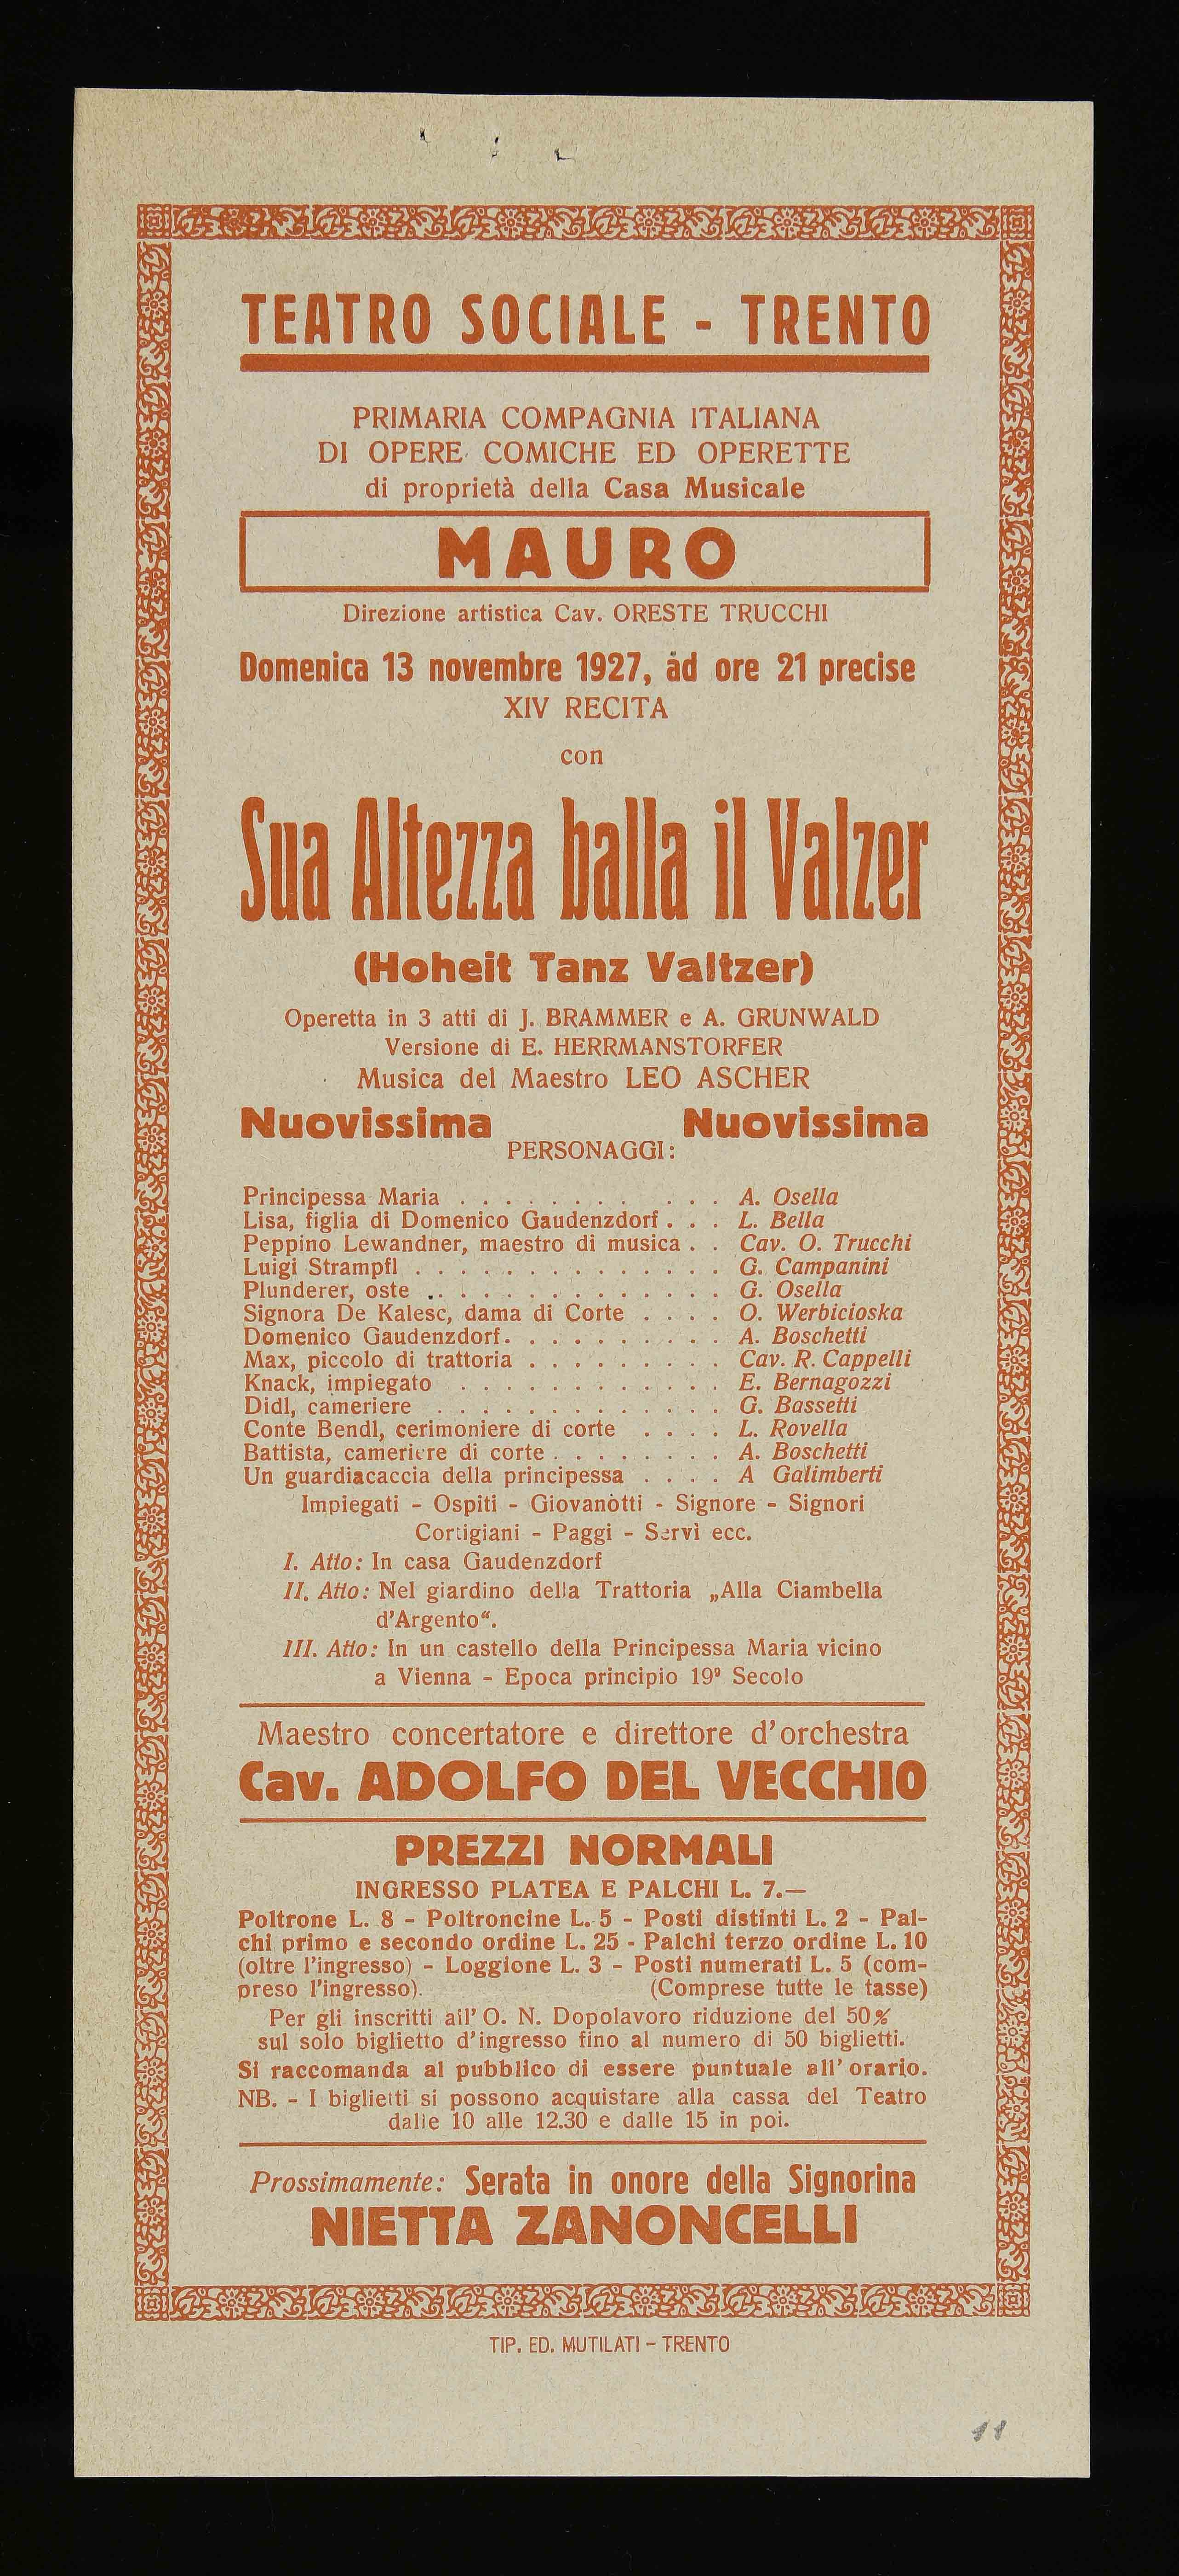 TEATRO SOCIALE - TRENTO
PRIMARIA COMPAGNIA ITALIANA
DI OPERE COMICHE ED OPERETTE
di proprietà della Casa Musicale
MAURO
Direzione artistica Cav. ORESTE TRUCCHI
Domenica 13 novembre 1927, ad ore 21 precise
XIV RECITA
con
Sua Altezza balla il Valzer
(Hoheit Tanz Valtzer)
Operetta in 3 atti di J. BRAMMER e A. GRUNWALD
Versione di E. HERRMANSTORFER
Musica del Maestro LEO ASCHER
Nuovissima Nuovissima
PERSONAGGI:
Principessa Maria . . . . . . . . . . . A. Osella
Lisa, figlia di Domenico Gaudenzdorf . . . L. Bella
Peppino Lewandner, maestro di musica . . Cav. O. Trucchi
Luigi Strampfl . . . . . . . . . . . . . . G. Campanini
Plunderer, oste . . . . . . . . . . . . . G. Osella
Signora De Kalesc, dama di Corte . . . . O. Werbicioska
Domenico Gaudenzdorf. . . . . . . . . . A. Boschetti
Max, piccolo di trattoria . . . . . . . . . Cav. R. Cappelli
Knack, impiegato . . . . . . . . . . . . E. Bernagozzi
Didl, cameriere . . . . . . . . . . . . . G. Bassetti
Conte Bendl, cerimoniere di corte . . . . L. Rovella
Battista, cameriere di corte . . . . . . . . A. Boschetti
Un guardiacaccia della principessa . . . . A Galimberti
Impiegati - Ospiti - Giovanotti - Signore - Signori
Cortigiani - Paggi - Servi ecc.
I. Atto: In casa Gaudenzdorf
II. Atto: Nel giardino della Trattoria „Alla Ciambella
d'Argento“.
III. Atto: In un castello della Principessa Maria vicino
a Vienna - Epoca principio 19º Secolo
Maestro concertatore e direttore d'orchestra
Cav. ADOLFO DEL VECCHIO
PREZZI NORMALI
INGRESSO PLATEA E PALCHI L. 7.—
Poltrone L. 8 - Poltroncine L. 5 - Posti distinti L. 2 - Pal-
chi primo e secondo ordine L. 25 - Palchi terzo ordine L. 10
(oltre l'ingresso) - Loggione L. 3 - Posti numerati L. 5 (com-
preso l'ingresso). (Comprese tutte le tasse)
Per gli inscritti all' O. N. Dopolavoro riduzione del 50%
sul solo biglietto d'ingresso fino al numero di 50 biglietti.
Si raccomanda al pubblico di essere puntuale all' orario.
NB. - I biglietti si possono acquistare alla cassa del Teatro
dalle 10 alle 12.30 e dalle 15 in poi.
Prossimamente: Serata in onore della Signorina
NIETTA ZANONCELLI
TIP. ED. MUTILATI - TRENTO
11